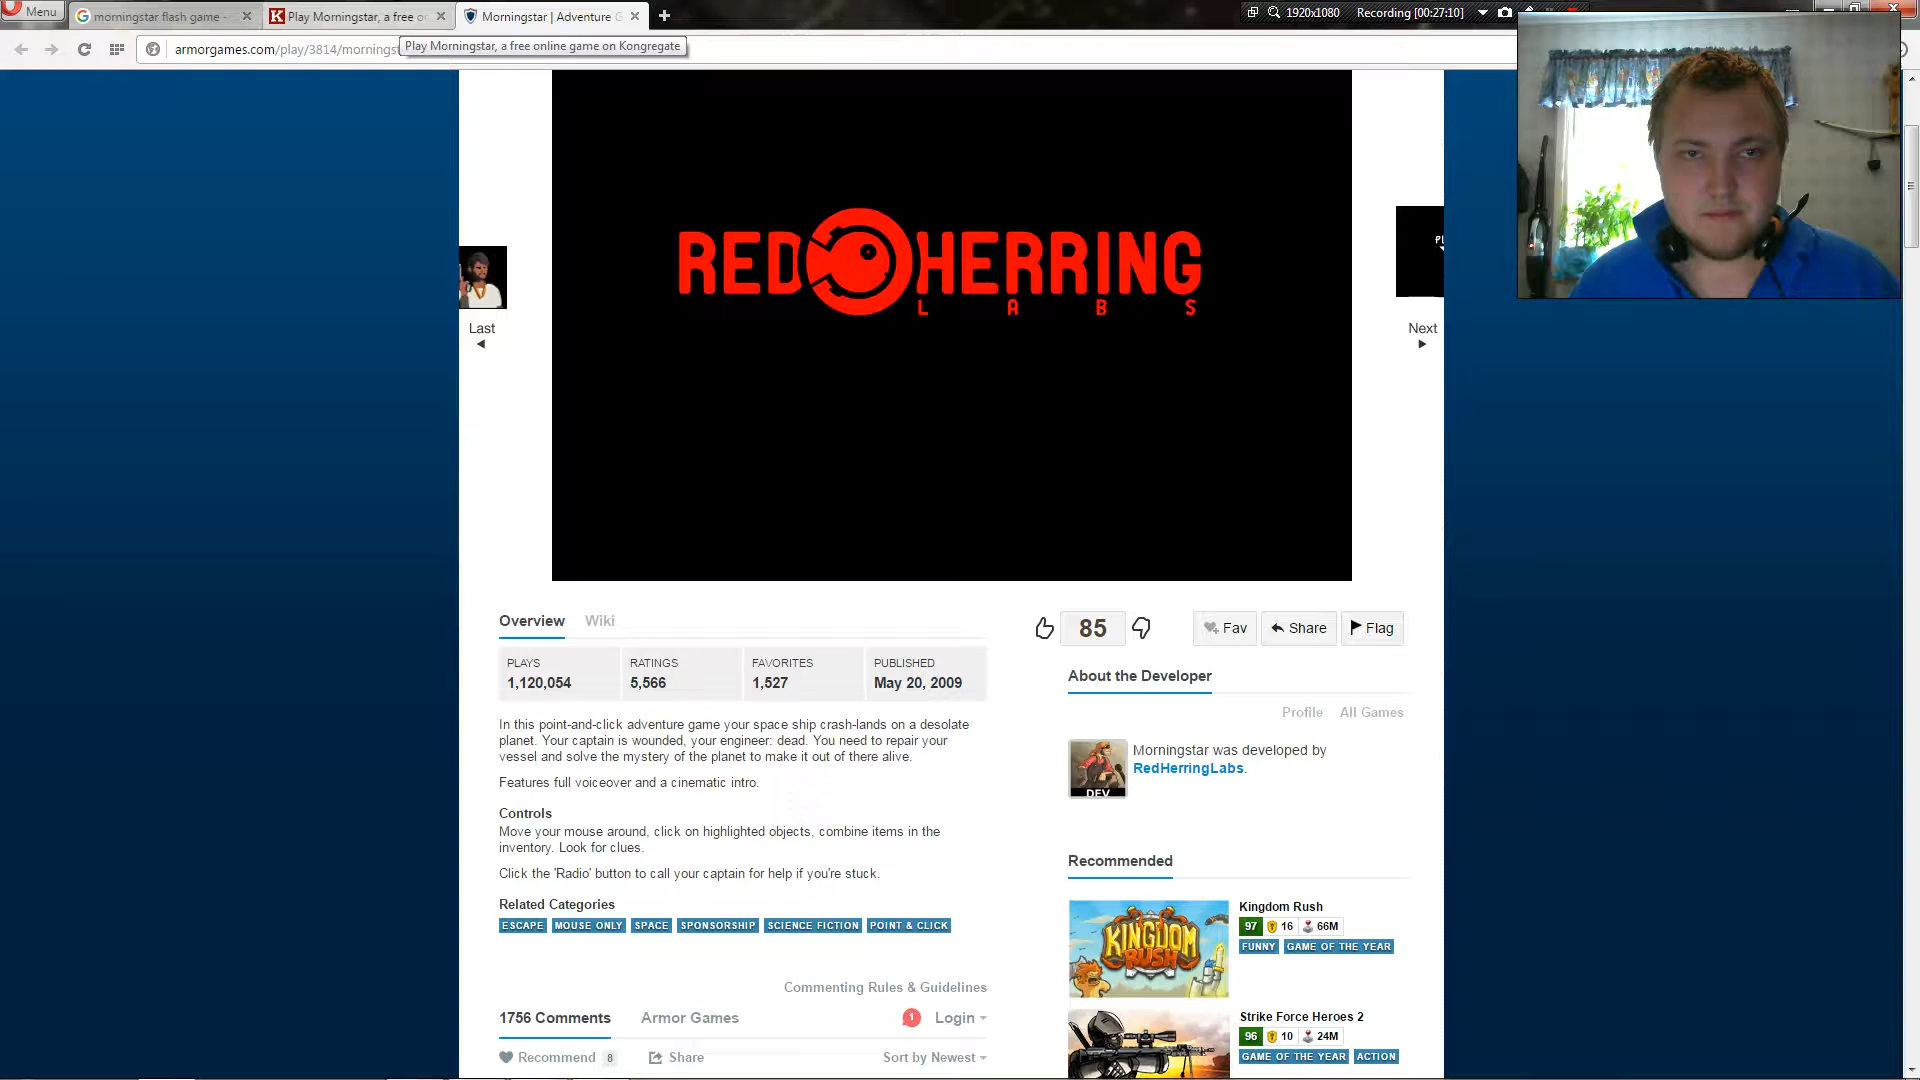 Menu
morningstar flash game -
Play Morningstar, a free o
Morningstar | Adventure G
1920x1080
Recording [00:27:10]
armorgames.com/play/3814/mornings
Play Morningstar, a free online game on Kongregate
RED HERRING
LABS
Last
Next
Overview
Wiki
85
Fav
Share
Flag
PLAYS
RATINGS
FAVORITES
PUBLISHED
1,120,054
5,566
1,527
May 20, 2009
In this point-and-click adventure game your space ship crash-lands on a desolate
planet. Your captain is wounded, your engineer: dead. You need to repair your
vessel and solve the mystery of the planet to make it out of there alive.
Features full voiceover and a cinematic intro.
Controls
Move your mouse around, click on highlighted objects, combine items in the
inventory. Look for clues.
Click the 'Radio' button to call your captain for help if you're stuck.
Related Categories
ESCAPE
MOUSE ONLY
SPACE
SPONSORSHIP
SCIENCE FICTION
POINT & CLICK
Commenting Rules & Guidelines
1756 Comments
Armor Games
1
Login
Recommend 8
Share
Sort by Newest
About the Developer
Profile
All Games
Morningstar was developed by
RedHerringLabs.
DEV
Recommended
KINGDOM
RUSH
Kingdom Rush
97
16
66M
FUNNY
GAME OF THE YEAR
Strike Force Heroes 2
96
10
24M
GAME OF THE YEAR
ACTION